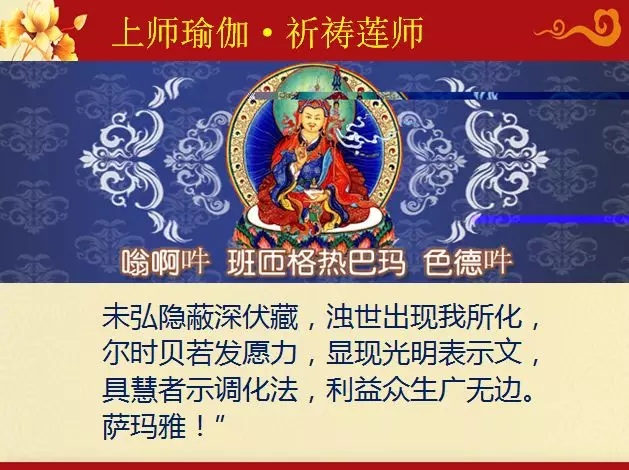 上师瑜伽·祈祷莲师
嗡啊吽 班匝格热巴玛 色德吽
未弘隐蔽深伏藏，浊世出现我所化，
尔时贝若发愿力，显现光明表示文，
具慧者示调化法，利益众生广无边。
萨玛雅！”